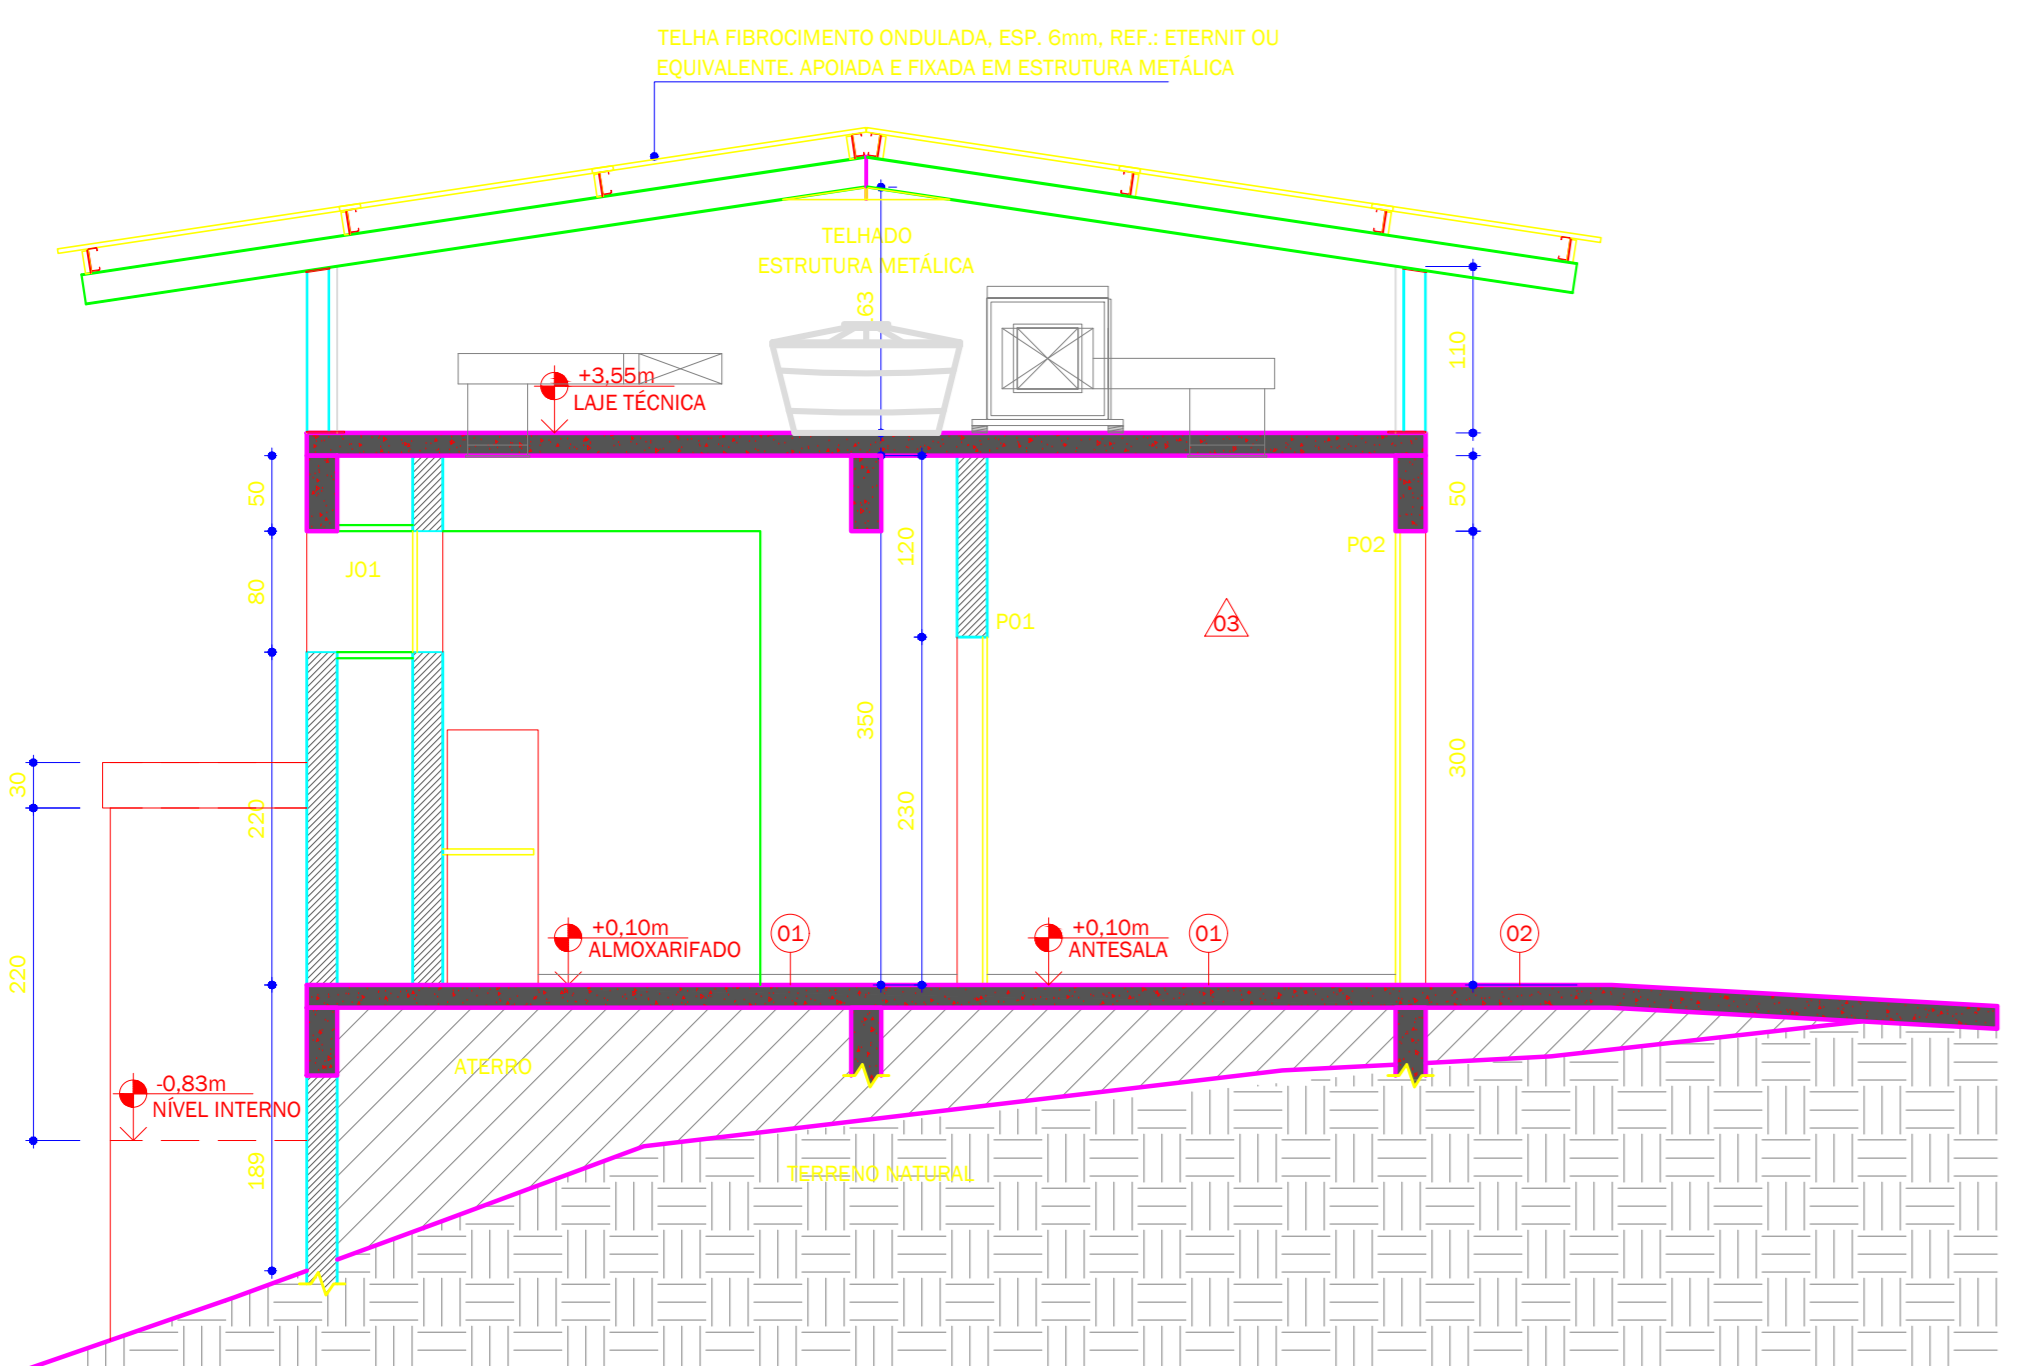 TELHA FIBROCIMENTO ONDULADA, ESP. 6mm, REF.: ETERNIT OU
EQUIVALENTE. APOIADA E FIXADA EM ESTRUTURA METÁLICA
TELHADO
ESTRUTURA METÁLICA
63
110
+3,55m
LAJE TÉCNICA
50
50
120
P02
J01
80
P01
03
350
300
30
220
230
+0,10m
ALMOXARIFADO
01
+0,10m
ANTESALA
01
02
220
ATERRO
-0,83m
NÍVEL INTERNO
189
TERRENO NATURAL